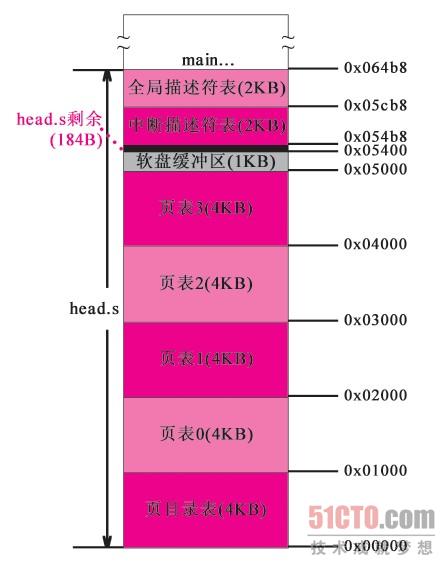 main...
0x064b8
全局描述符表(2KB)
0x05cb8
head.s剩余
(184B)
中断描述符表(2KB)
0x054b8
0x05400
软盘缓冲区(1KB)
0x05000
页表3(4KB)
0x04000
页表2(4KB)
head.s
0x03000
页表1(4KB)
0x02000
页表0(4KB)
0x01000
页目录表(4KB)
51CTO.com
技术成就梦想
0x00000